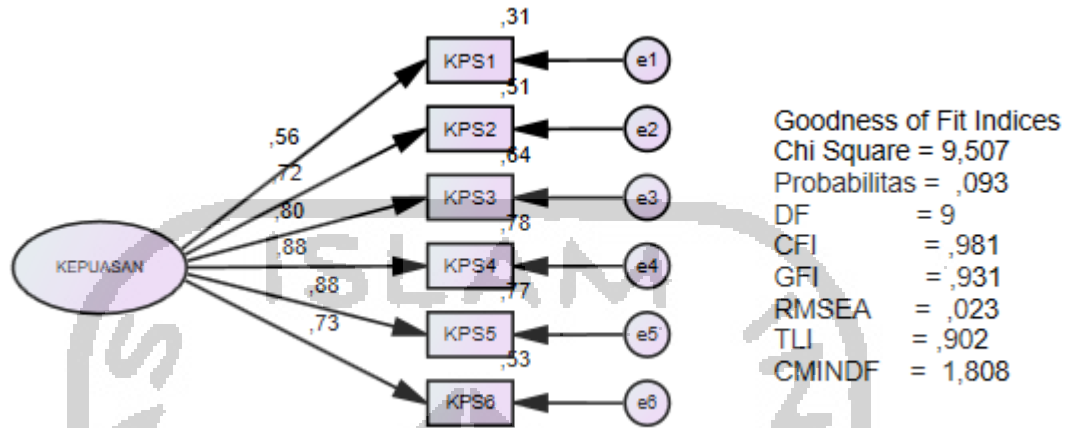 ,31
KPS1
e1
,51
KPS2
e2
,64
KPS3
e3
,78
KPS4
e4
,77
KPS5
e5
,53
KPS6
e6
,56
,72
,80
,88
,88
,73
KEPUASAN
Goodness of Fit Indices
Chi Square = 9,507
Probabilitas = ,093
DF = 9
CFI = ,981
GFI = ,931
RMSEA = ,023
TLI = ,902
CMINDF = 1,808
ISLAM